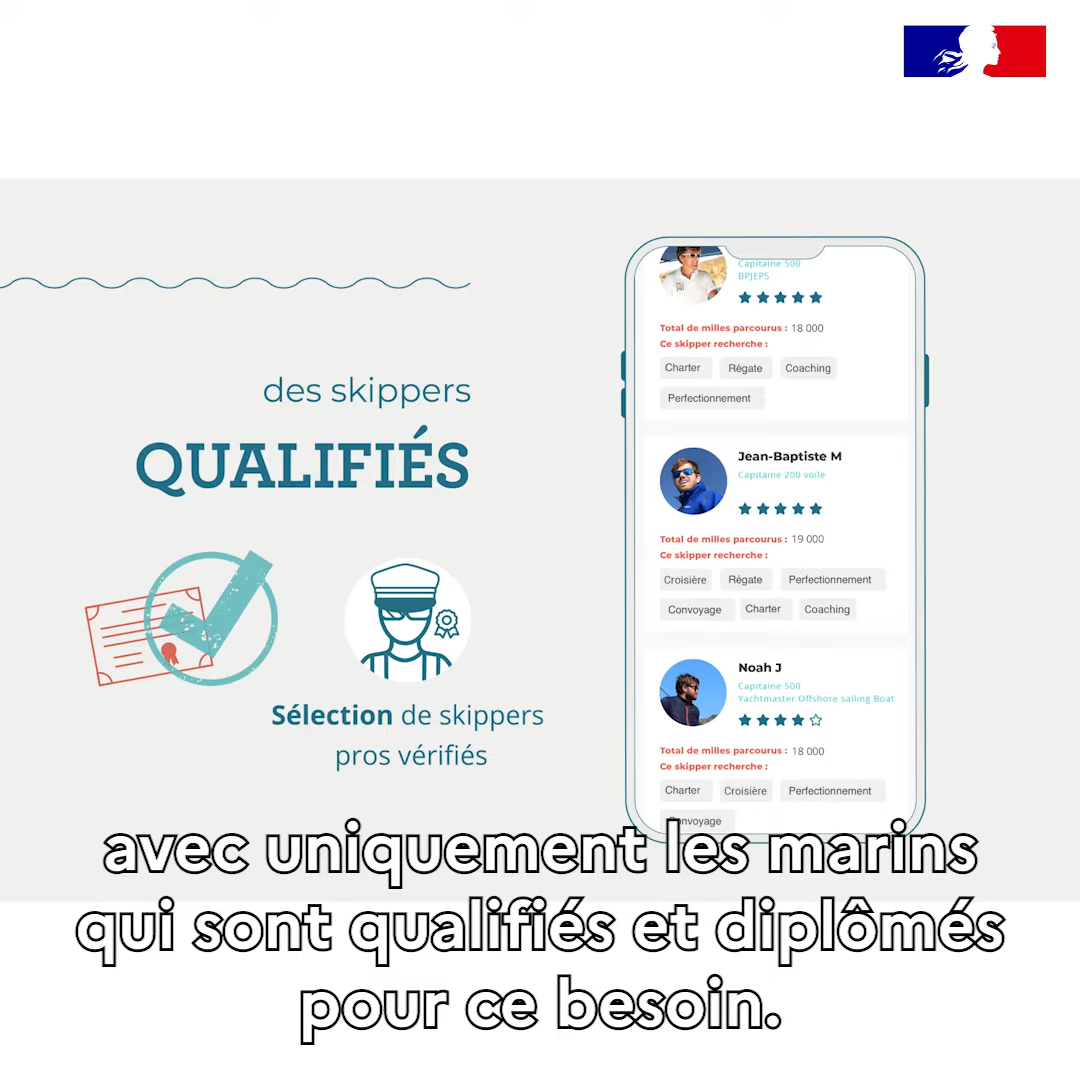 des skippers
QUALIFIÉS
Sélection de skippers
pros vérifiés
Capitaine 500
BPJEPS
Total de milles parcourus : 18 000
Ce skipper recherche :
Charter Régate Coaching
Perfectionnement
Jean-Baptiste M
Capitaine 200 voile
Total de milles parcourus : 19 000
Ce skipper recherche :
Croisière Régate Perfectionnement
Convoyage Charter Coaching
Noah J
Capitaine 500
Yachtmaster Offshore sailing Boat
Total de milles parcourus : 18 000
Ce skipper recherche :
Charter Croisière Perfectionnement
Convoyage
avec uniquement les marins
qui sont qualifiés et diplômés
pour ce besoin.